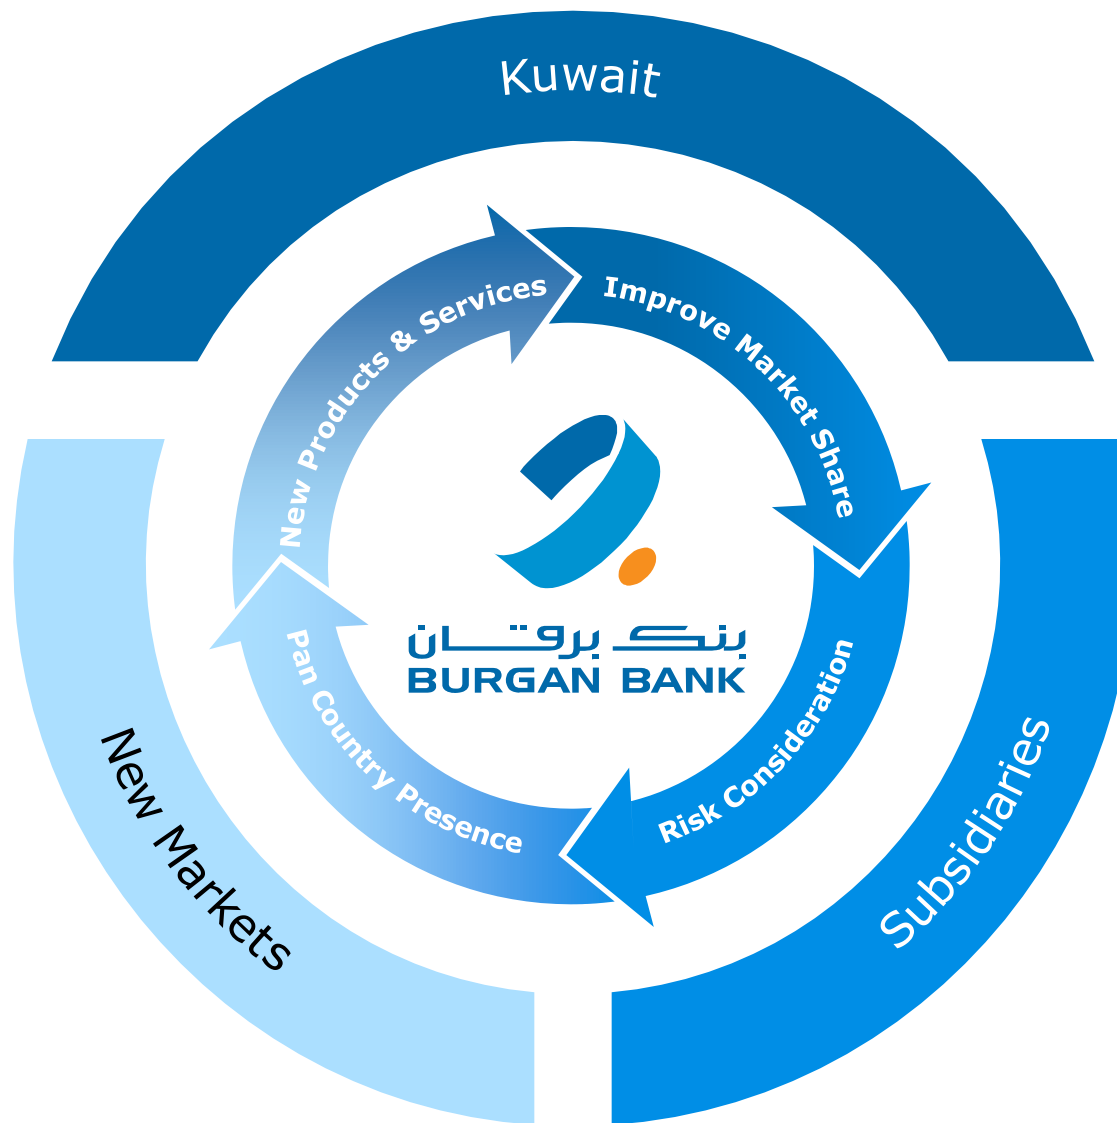 Kuwait
New Products & Services
Improve Market Share
بنك برقان
BURGAN BANK
Pan Country Presence
Risk Consideration
New Markets
Subsidiaries